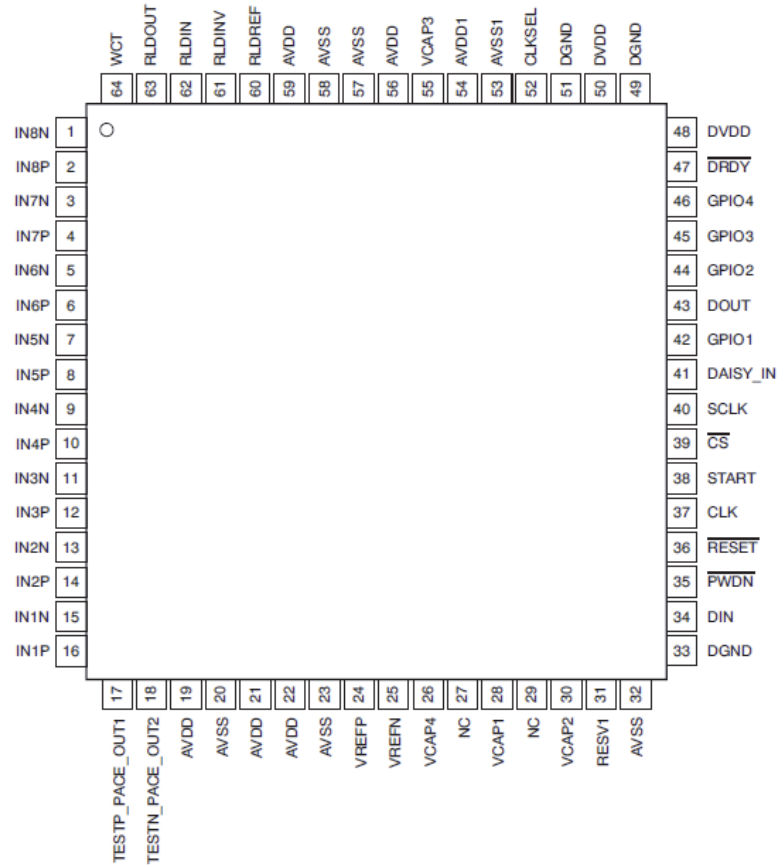 WCT
RLDOUT
RLDIN
RLDINV
RLDREF
AVDD
AVSS
AVSS
AVDD
VCAP3
AVDD1
AVSS1
CLKSEL
DGND
DVDD
DGND
64 63 62 61 60 59 58 57 56 55 54 53 52 51 50 49
IN8N 1 48 DVDD
IN8P 2 47 DRDY
IN7N 3 46 GPIO4
IN7P 4 45 GPIO3
IN6N 5 44 GPIO2
IN6P 6 43 DOUT
IN5N 7 42 GPIO1
IN5P 8 41 DAISY_IN
IN4N 9 40 SCLK
IN4P 10 39 CS
IN3N 11 38 START
IN3P 12 37 CLK
IN2N 13 36 RESET
IN2P 14 35 PWDN
IN1N 15 34 DIN
IN1P 16 33 DGND
17 18 19 20 21 22 23 24 25 26 27 28 29 30 31 32
TESTP_PACE_OUT1
TESTN_PACE_OUT2
AVDD
AVSS
AVDD
AVDD
AVSS
VREFP
VREFN
VCAP4
NC
VCAP1
NC
VCAP2
RESV1
AVSS